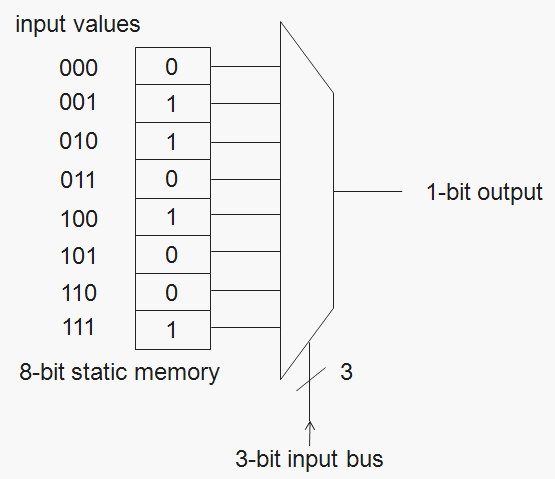 input values
000 0
001 1
010 1
011 0
100 1
101 0
110 0
111 1
1-bit output
8-bit static memory
3
3-bit input bus